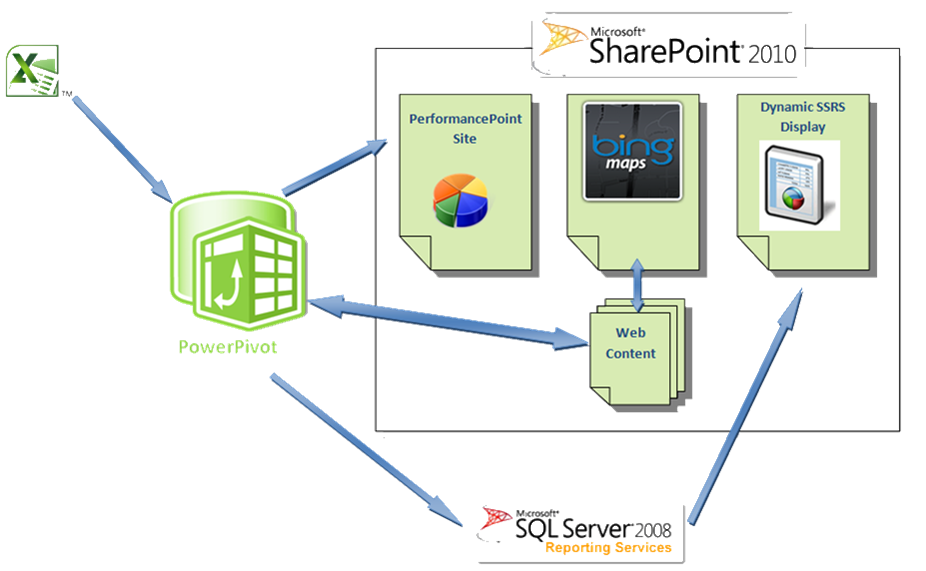 Microsoft®
SharePoint® 2010
X
TM
PerformancePoint
Site
bing
maps
Dynamic SSRS
Display
PowerPivot
Web
Content
Microsoft®
SQL Server® 2008
Reporting Services